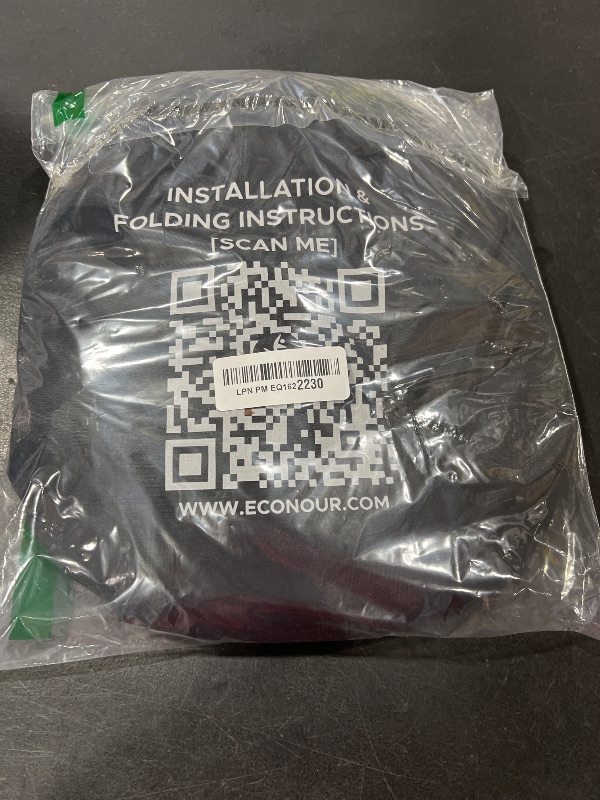 INSTALLATION &
FOLDING INSTRUCTIONS
[SCAN ME]
LPN PM EQ1622230
WWW.ECONOUR.COM